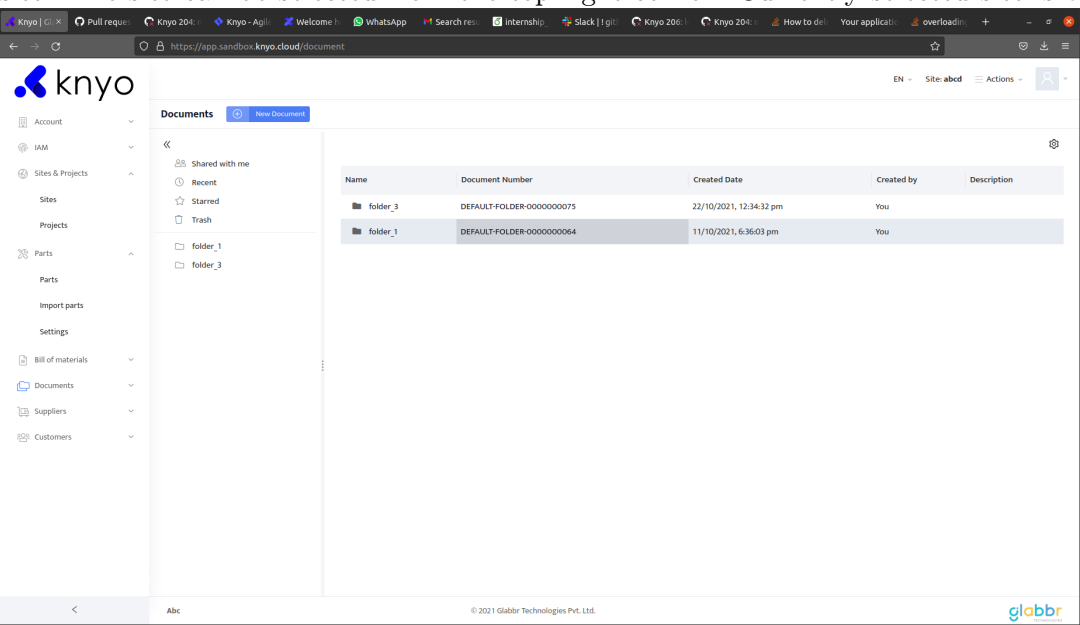 Knyo | Gl
Pull reques
Knyo 204:
Knyo - Agil
Welcome h
WhatsApp
Search resu
internship_
Slack | ! git
Knyo 206:
Knyo 204:
How to del
Your applicatio
overloading
https://app.sandbox.knyo.cloud/document
knyo
EN
Site: abcd
Actions
Documents
New Document
Account
IAM
Sites & Projects
Sites
Projects
Parts
Parts
Import parts
Settings
Bill of materials
Documents
Suppliers
Customers
Shared with me
Recent
Starred
Trash
folder_1
folder_3
Name Document Number Created Date Created by Description
folder_3 DEFAULT-FOLDER-0000000075 22/10/2021, 12:34:32 pm You
folder_1 DEFAULT-FOLDER-0000000064 11/10/2021, 6:36:03 pm You
Abc
© 2021 Glabbr Technologies Pvt. Ltd.
glabbr
TECHNOLOGIES